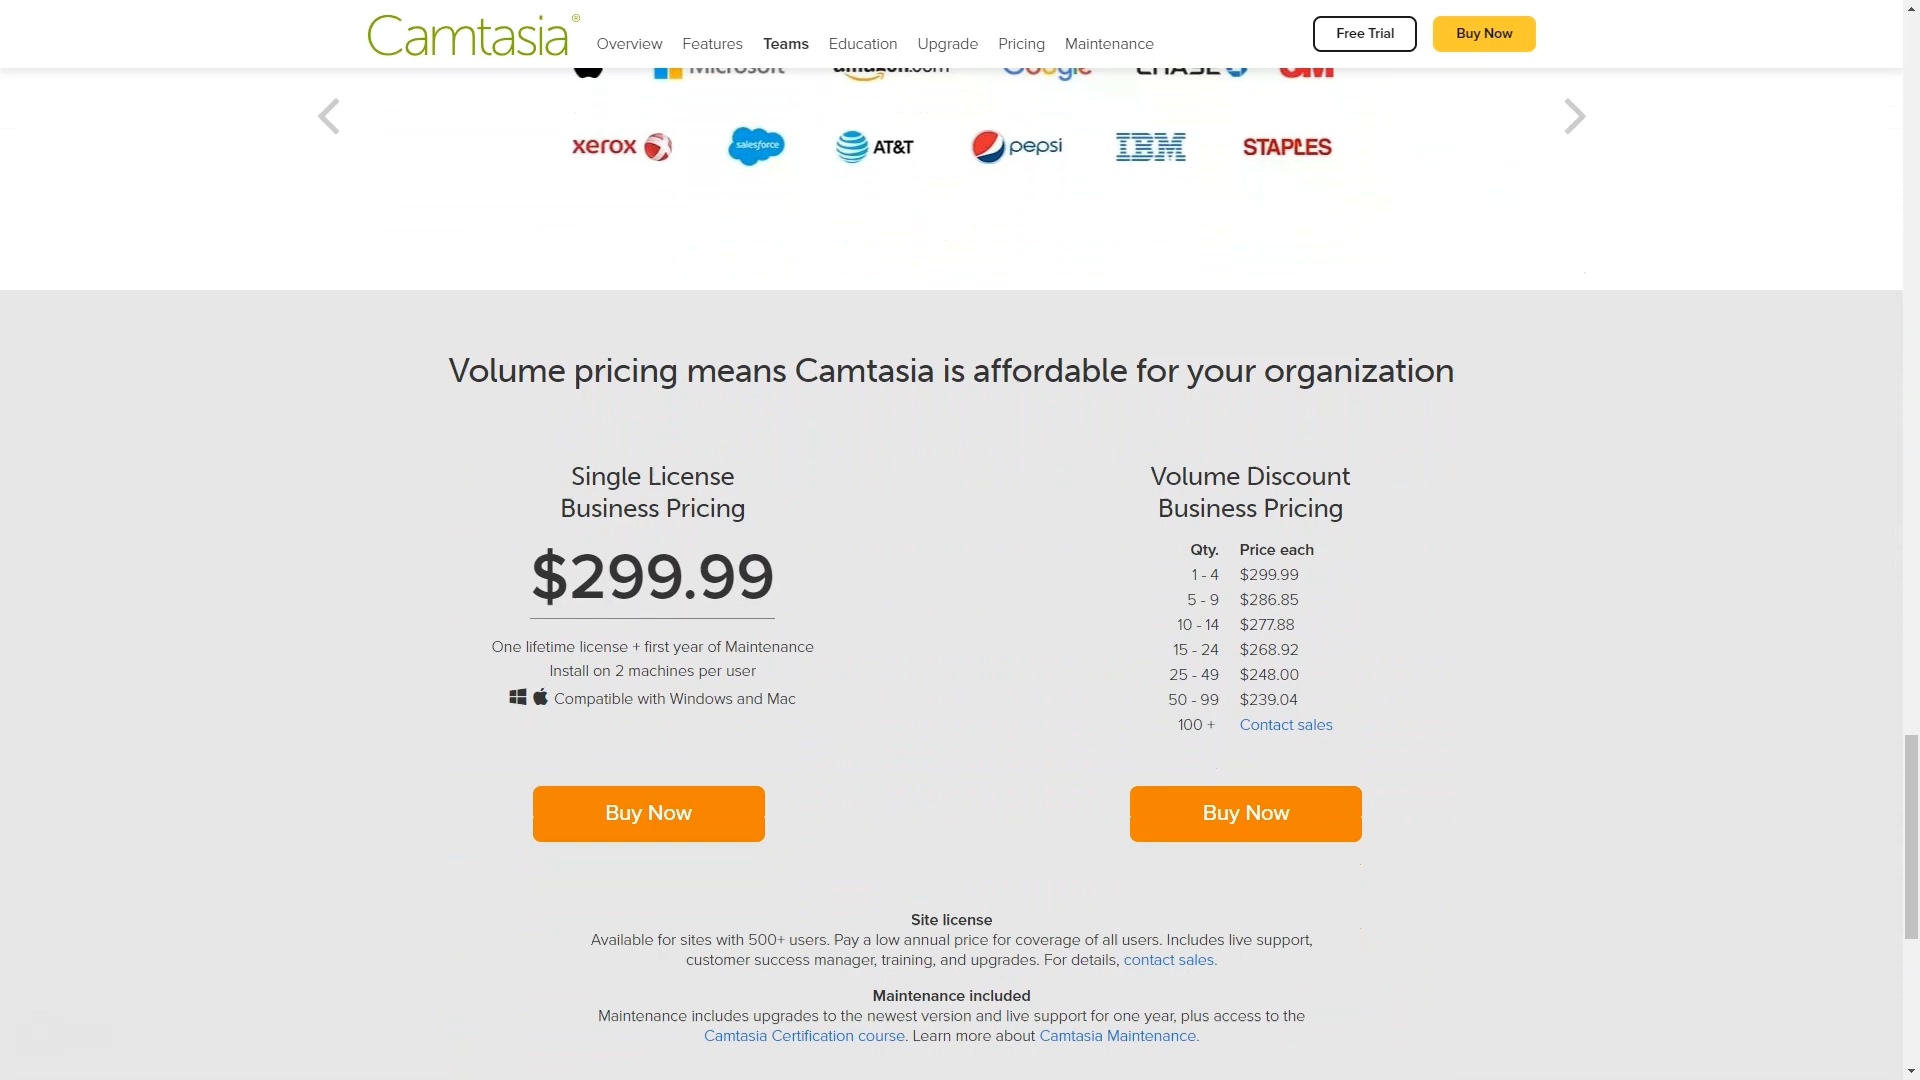 Camtasia®
Overview Features Teams Education Upgrade Pricing Maintenance
Free Trial
Buy Now
Microsoft amazon.com Google CHASE 3M
xerox salesforce AT&T pepsi IBM STAPLES
Volume pricing means Camtasia is affordable for your organization
Single License
Business Pricing
$299.99
One lifetime license + first year of Maintenance
Install on 2 machines per user
Compatible with Windows and Mac
Buy Now
Volume Discount
Business Pricing
Qty. Price each
1 - 4 $299.99
5 - 9 $286.85
10 - 14 $277.88
15 - 24 $268.92
25 - 49 $248.00
50 - 99 $239.04
100 + Contact sales
Buy Now
Site license
Available for sites with 500+ users. Pay a low annual price for coverage of all users. Includes live support,
customer success manager, training, and upgrades. For details, contact sales.
Maintenance included
Maintenance includes upgrades to the newest version and live support for one year, plus access to the
Camtasia Certification course. Learn more about Camtasia Maintenance.